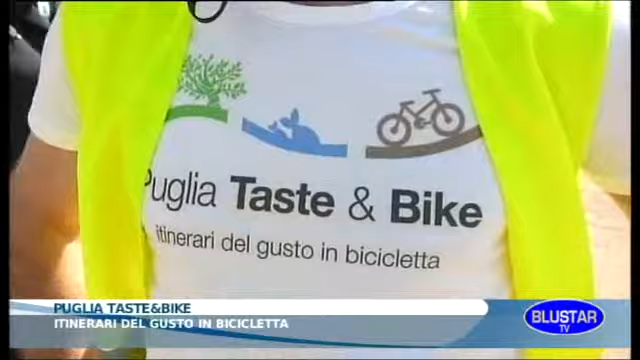 Puglia Taste & Bike
itinerari del gusto in bicicletta
PUGLIA TASTE&BIKE
ITINERARI DEL GUSTO IN BICICLETTA
BLUSTAR
TV